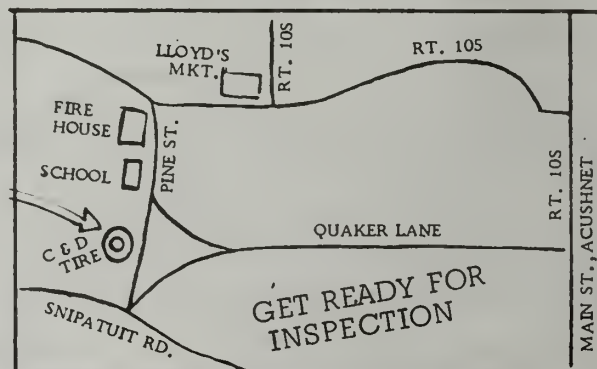 LLOYD'S
MKT.
RT. 105
RT. 105
FIRE
HOUSE
PINE ST.
SCHOOL
RT. 105
MAIN ST., ACUSHNET
C & D
TIRE
QUAKER LANE
SNIPATUIT RD.
GET READY FOR
INSPECTION